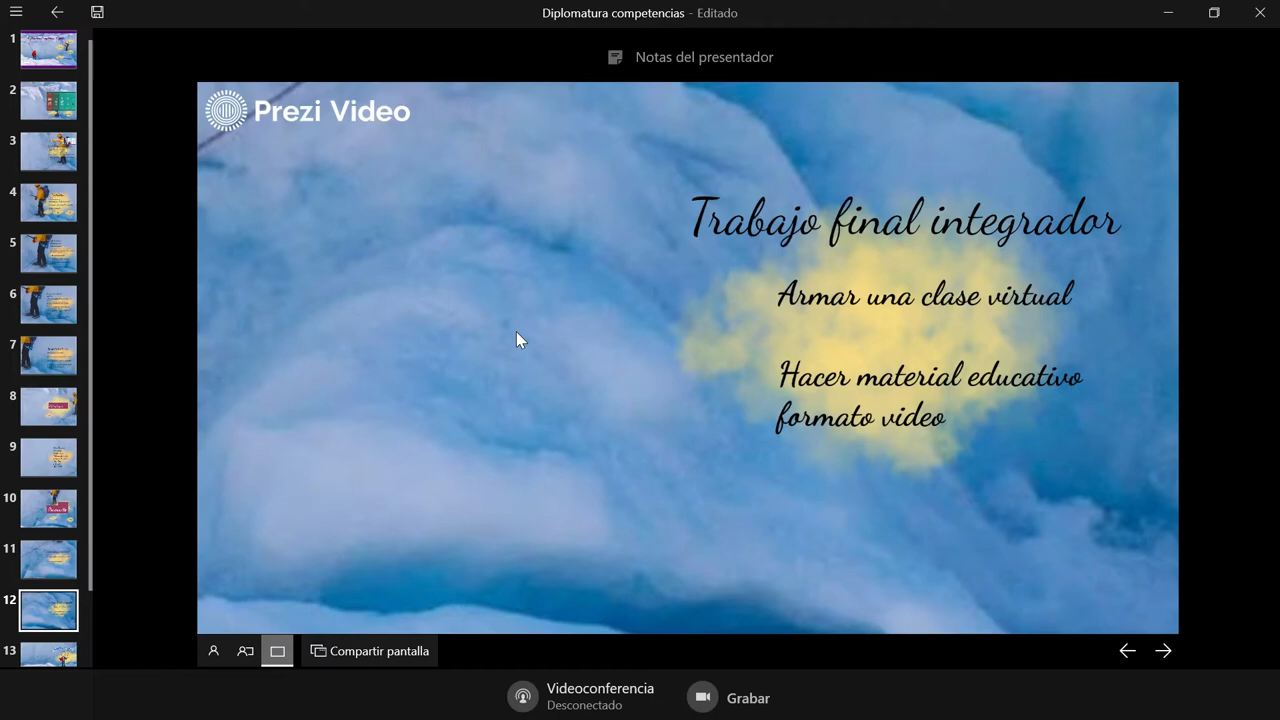 Diplomatura competencias - Editado
Notas del presentador
Prezi Video
Trabajo final integrador
Armar una clase virtual
Hacer material educativo
formato video
1
2
3
4
5
6
7
8
9
10
11
12
13
Compartir pantalla
Videoconferencia
Desconectado
Grabar